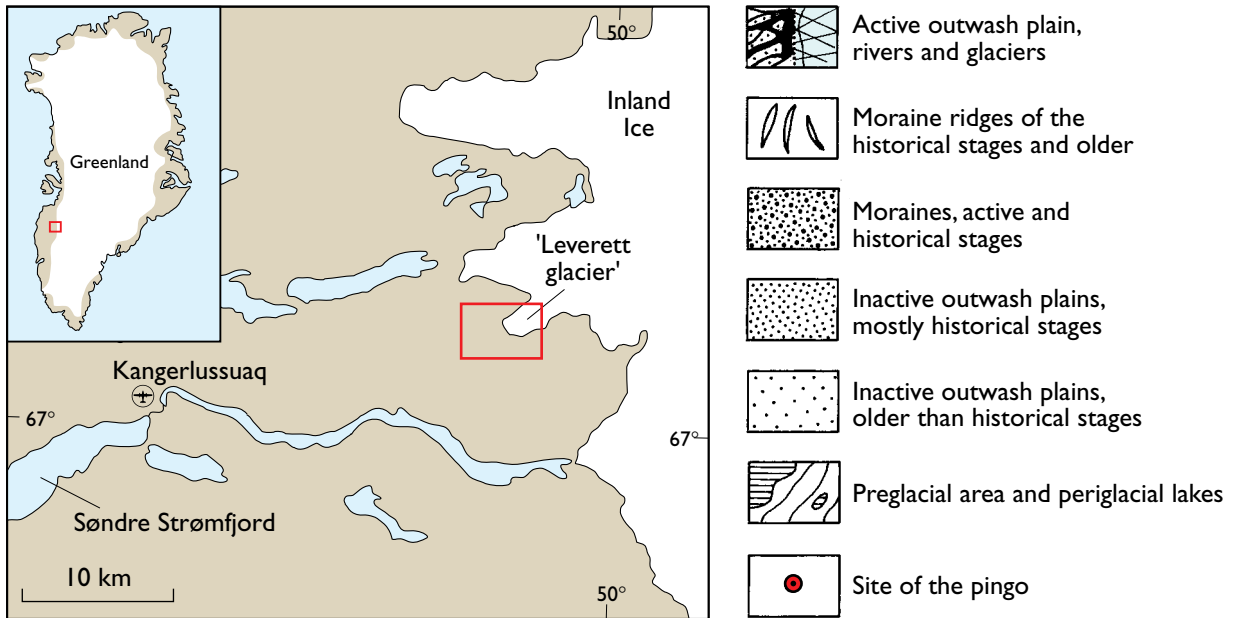 Greenland
50°
Inland
Ice
'Leverett
glacier'
Kangerlussuaq
67°
67°
Søndre Strømfjord
10 km
50°
Active outwash plain,
rivers and glaciers
Moraine ridges of the
historical stages and older
Moraines, active and
historical stages
Inactive outwash plains,
mostly historical stages
Inactive outwash plains,
older than historical stages
Preglacial area and periglacial lakes
Site of the pingo